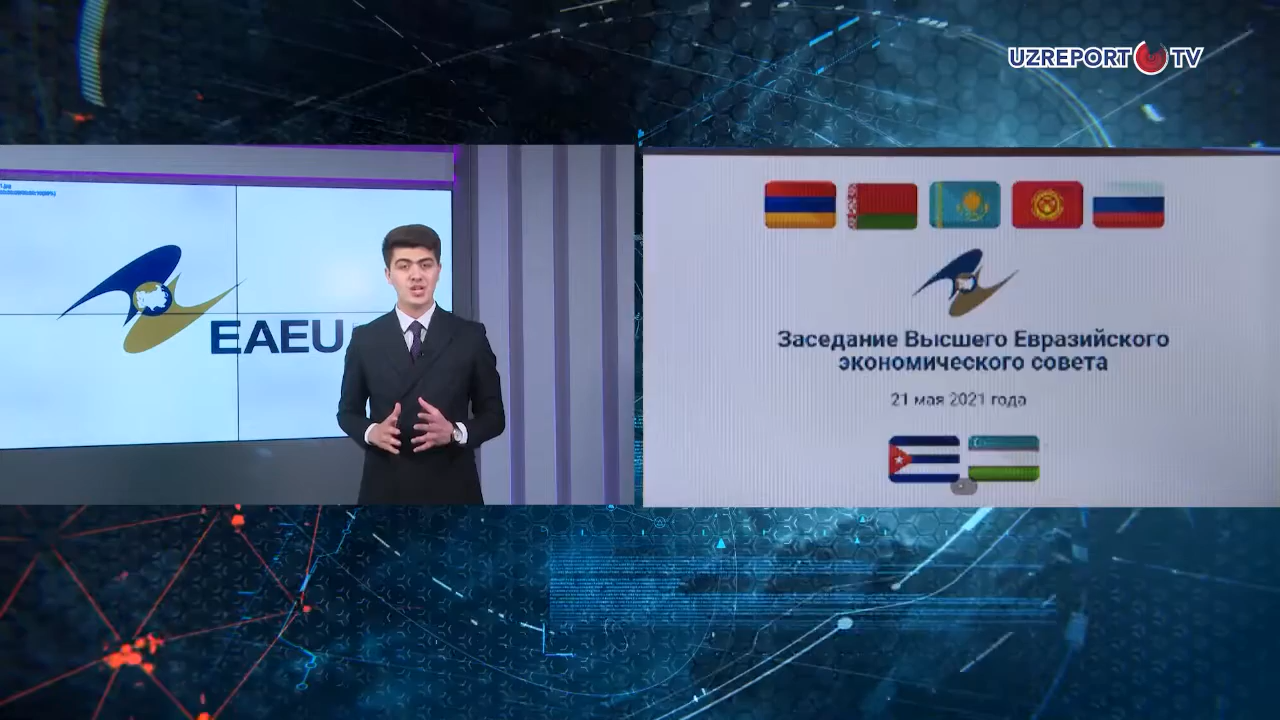 UZREPORT TV
EAEU
Заседание Высшего Евразийского
экономического совета
21 мая 2021 года